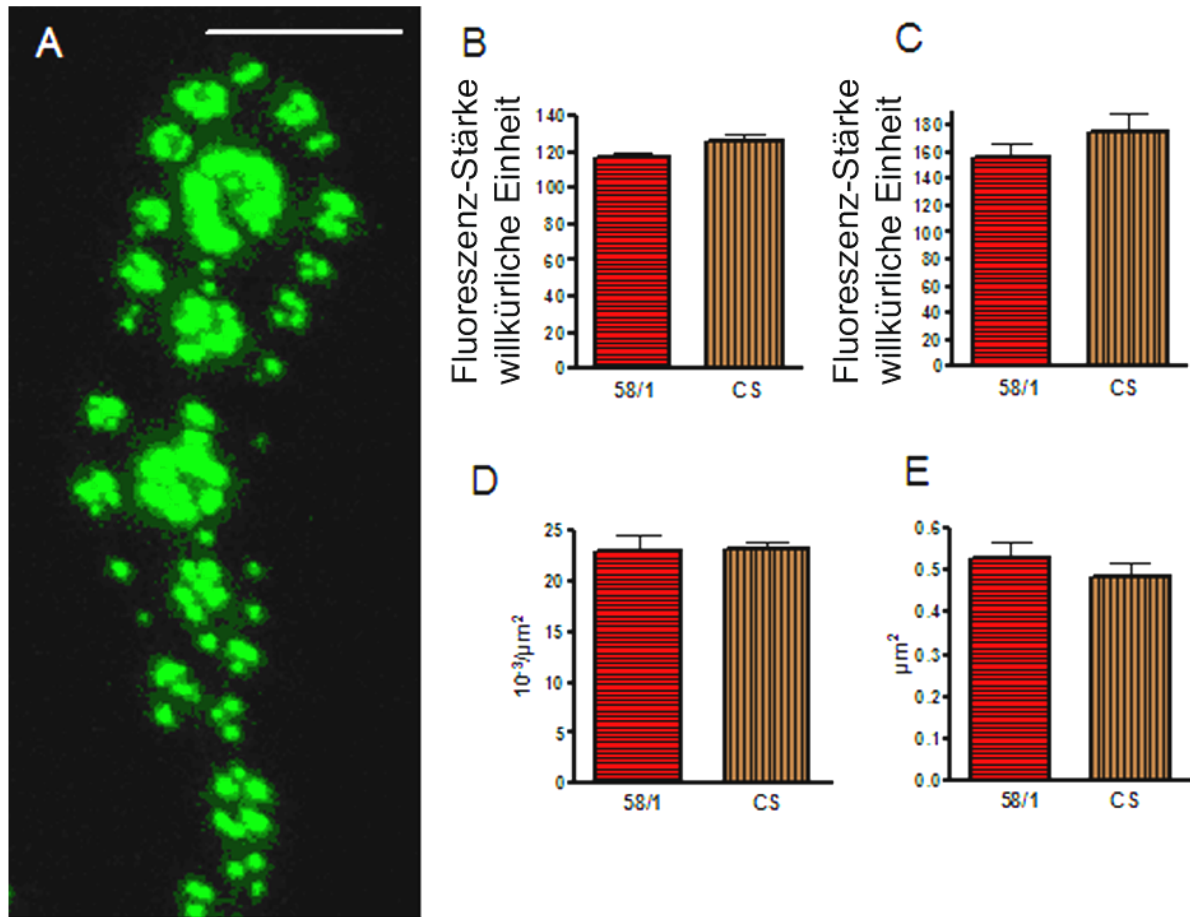 A
B
Fluoreszenz-Stärke
willkürliche Einheit
140
120
100
80
60
40
20
0
58/1
CS
C
Fluoreszenz-Stärke
willkürliche Einheit
180
160
140
120
100
80
60
40
20
0
58/1
CS
D
10⁻³/µm²
25
20
15
10
5
0
58/1
CS
E
µm²
0.6
0.5
0.4
0.3
0.2
0.1
0.0
58/1
CS